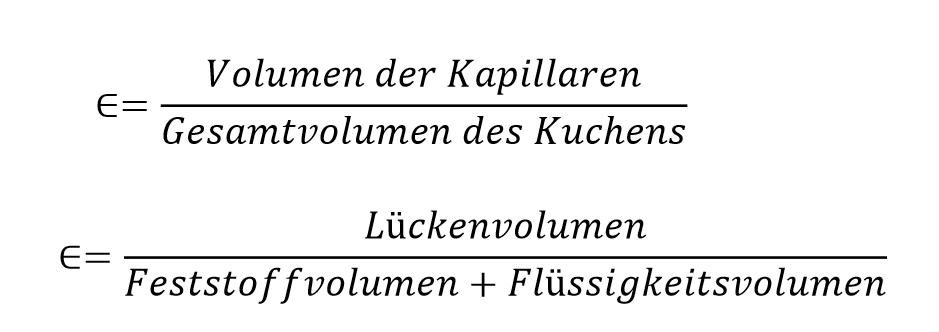 ∈= Volumen der Kapillaren
Gesamtvolumen des Kuchens
∈= Lückenvolumen
Feststoffvolumen + Flüssigkeitsvolumen